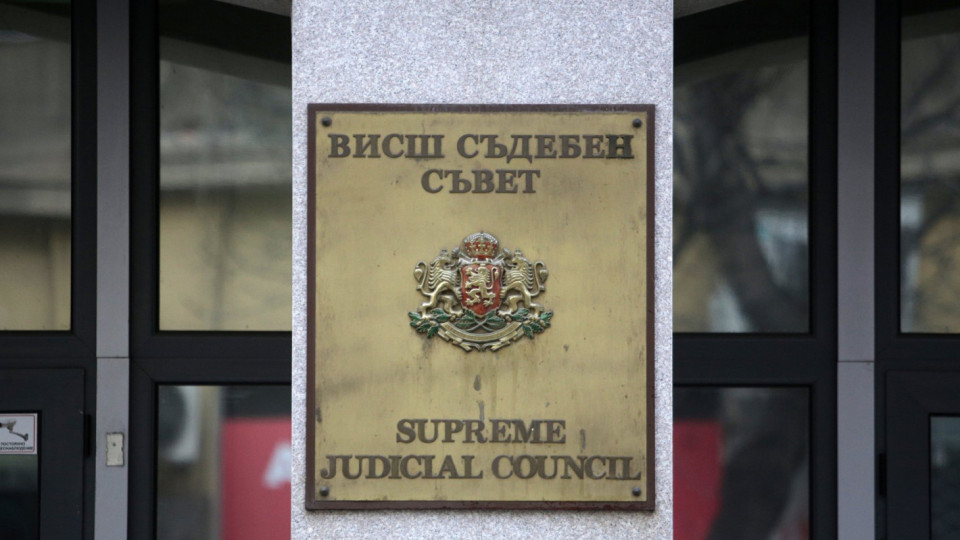 ВИСШ СЪДЕБЕН
СЪВЕТ
SUPREME
JUDICIAL COUNCIL